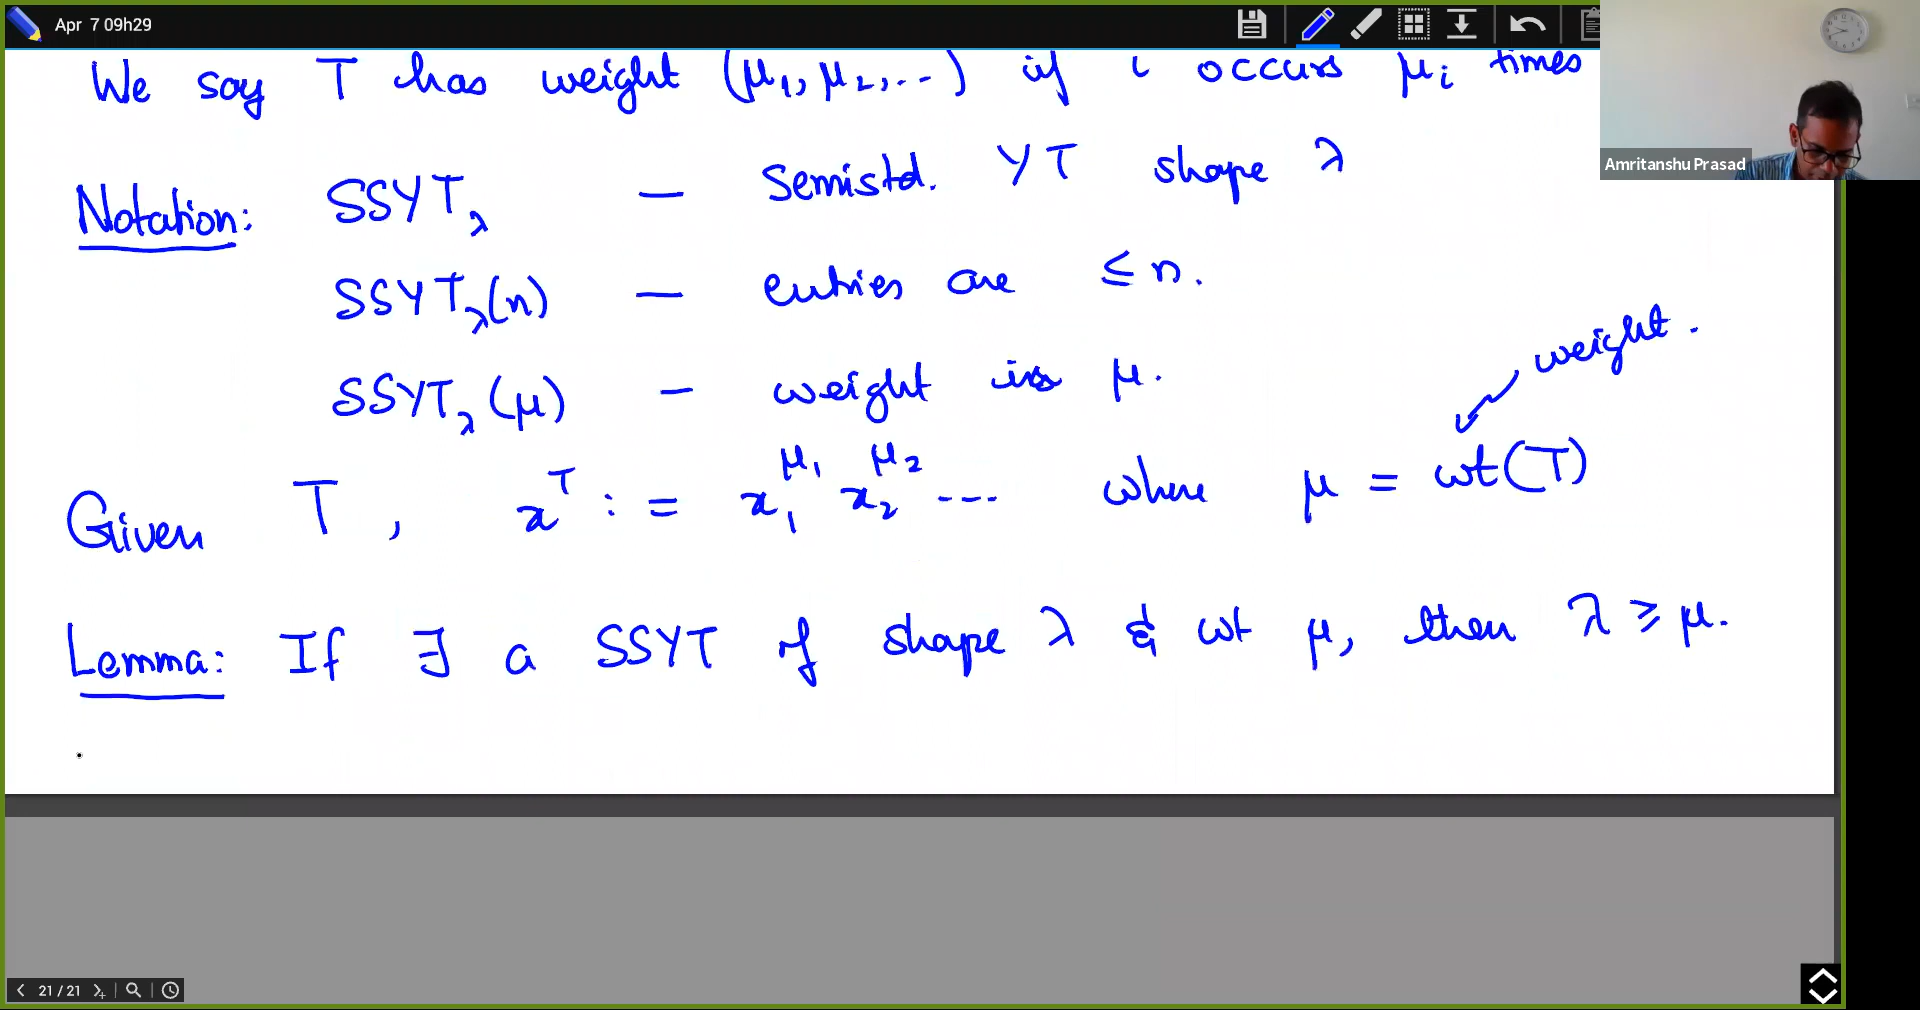 Apr 7 09h29
We say T has weight (μ₁, μ₂, ..) if i occurs μᵢ times
Amritanshu Prasad
Notation: SSYT_λ — Semistd. YT shape λ
SSYT_λ(n) — entries are ≤ n.
weight.
SSYT_λ(μ) — weight is μ.
Given T, x^T := x₁^μ₁ x₂^μ₂ --- where μ = wt(T)
Lemma: If ∃ a SSYT of shape λ & wt μ, then λ ≥ μ.
21 / 21